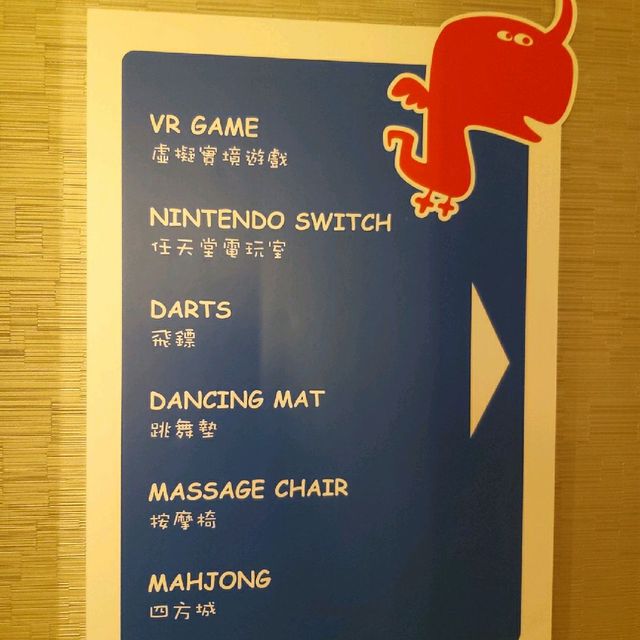 VR GAME
虛擬實境遊戲
NINTENDO SWITCH
任天堂電玩室
DARTS
飛鏢
DANCING MAT
跳舞墊
MASSAGE CHAIR
按摩椅
MAHJONG
四方城